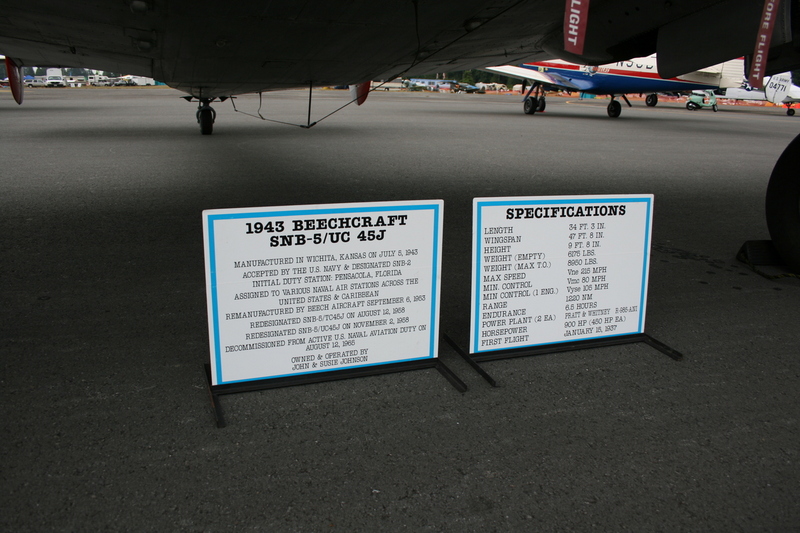 FLIGHT
FORE FLIGHT
04771
1943 BEECHCRAFT
SNB-5/UC 45J
MANUFACTURED IN WICHITA, KANSAS ON JULY 5, 1943
ACCEPTED BY THE U.S. NAVY & DESIGNATED SNB-2
INITIAL DUTY STATION: PENSACOLA, FLORIDA
ASSIGNED TO VARIOUS NAVAL AIR STATIONS ACROSS THE
UNITED STATES & CARIBBEAN
REMANUFACTURED BY BEECH AIRCRAFT SEPTEMBER 6, 1953
REDESIGNATED SNB-5/TC45J ON AUGUST 12, 1958
REDESIGNATED SNB-5/UC45J ON NOVEMBER 2, 1958
DECOMMISSIONED FROM ACTIVE U.S. NAVAL AVIATION DUTY ON
AUGUST 12, 1965
OWNED & OPERATED BY
JOHN & SUSIE JOHNSON
SPECIFICATIONS
LENGTH 34 FT. 3 IN.
WINGSPAN 47 FT. 8 IN.
HEIGHT 9 FT. 8 IN.
WEIGHT (EMPTY) 6175 LBS.
WEIGHT (MAX T.O.) 8950 LBS.
MAX SPEED Vne 215 MPH
MIN. CONTROL Vmc 80 MPH
MIN CONTROL (1 ENG.) Vyse 105 MPH
RANGE 1220 NM
ENDURANCE 6.5 HOURS
POWER PLANT (2 EA) PRATT & WHITNEY R-985-AN1
HORSEPOWER 900 HP (450 HP EA)
FIRST FLIGHT JANUARY 15, 1937